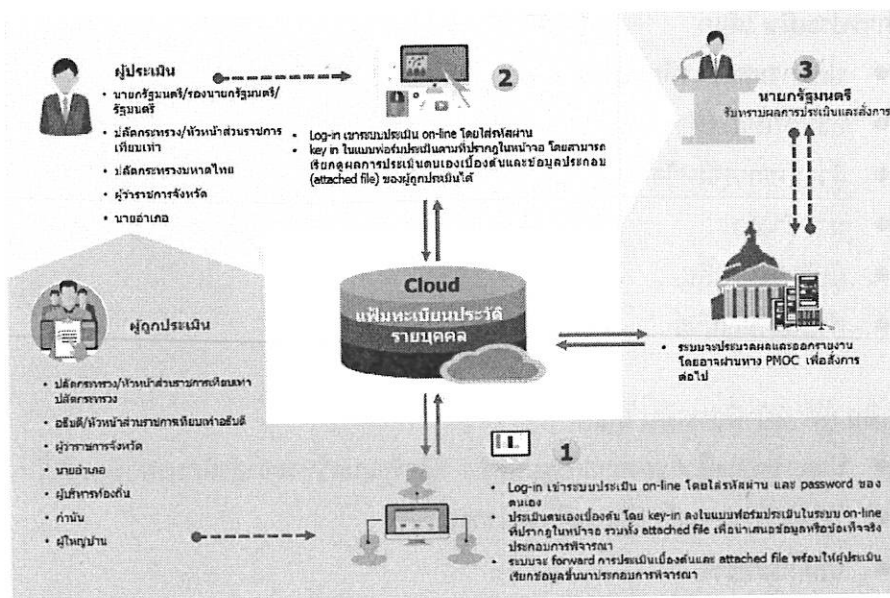 ผู้ประเมิน
• นายกรัฐมนตรี/รองนายกรัฐมนตรี/
รัฐมนตรี
• ปลัดกระทรวง/หัวหน้าส่วนราชการ
เทียบเท่า
• ปลัดกระทรวงมหาดไทย
• ผู้ว่าราชการจังหวัด
• นายอำเภอ
2
• Log-in เข้าระบบประเมิน on-line โดยใส่รหัสผ่าน
• key in ในแบบฟอร์มประเมินตามที่ปรากฏในหน้าจอ โดยสามารถ
เรียกดูผลการประเมินตนเองเบื้องต้นและข้อมูลประกอบ
(attached file) ของผู้ถูกประเมินได้
3
นายกรัฐมนตรี
รับทราบผลการประเมินและสั่งการ
Cloud
แฟ้มทะเบียนประวัติ
รายบุคคล
• ระบบจะประมวลผลและออกรายงาน
โดยอาจผ่านทาง PMOC เพื่อสั่งการ
ต่อไป
ผู้ถูกประเมิน
• ปลัดกระทรวง/หัวหน้าส่วนราชการเทียบเท่า
ปลัดกระทรวง
• อธิบดี/หัวหน้าส่วนราชการเทียบเท่าอธิบดี
• ผู้ว่าราชการจังหวัด
• นายอำเภอ
• ผู้บริหารท้องถิ่น
• กำนัน
• ผู้ใหญ่บ้าน
1
• Log-in เข้าระบบประเมิน on-line โดยใส่รหัสผ่าน และ password ของ
ตนเอง
• ประเมินตนเองเบื้องต้น โดย key-in ลงในแบบฟอร์มประเมินในระบบ on-line
ที่ปรากฏในหน้าจอ รวมทั้ง attached file เพื่อนำเสนอข้อมูลหรือข้อเท็จจริง
ประกอบการพิจารณา
• ระบบจะ forward การประเมินเบื้องต้นและ attached file พร้อมให้ผู้ประเมิน
เรียกข้อมูลขึ้นมาประกอบการพิจารณา